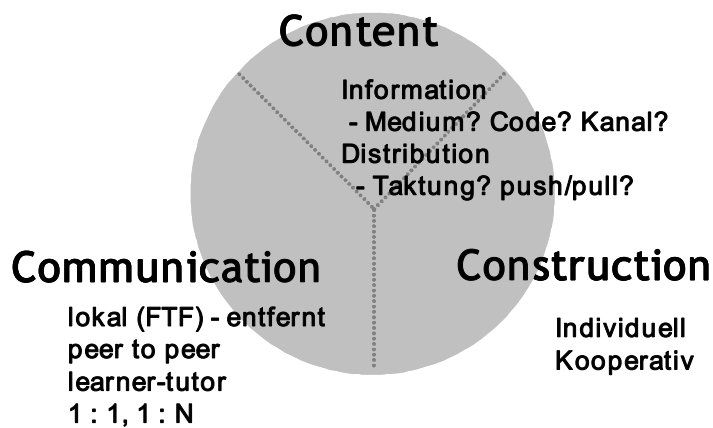 Content
Information
- Medium? Code? Kanal?
Distribution
- Taktung? push/pull?
Communication
lokal (FTF) - entfernt
peer to peer
learner-tutor
1 : 1, 1 : N
Construction
Individuell
Kooperativ